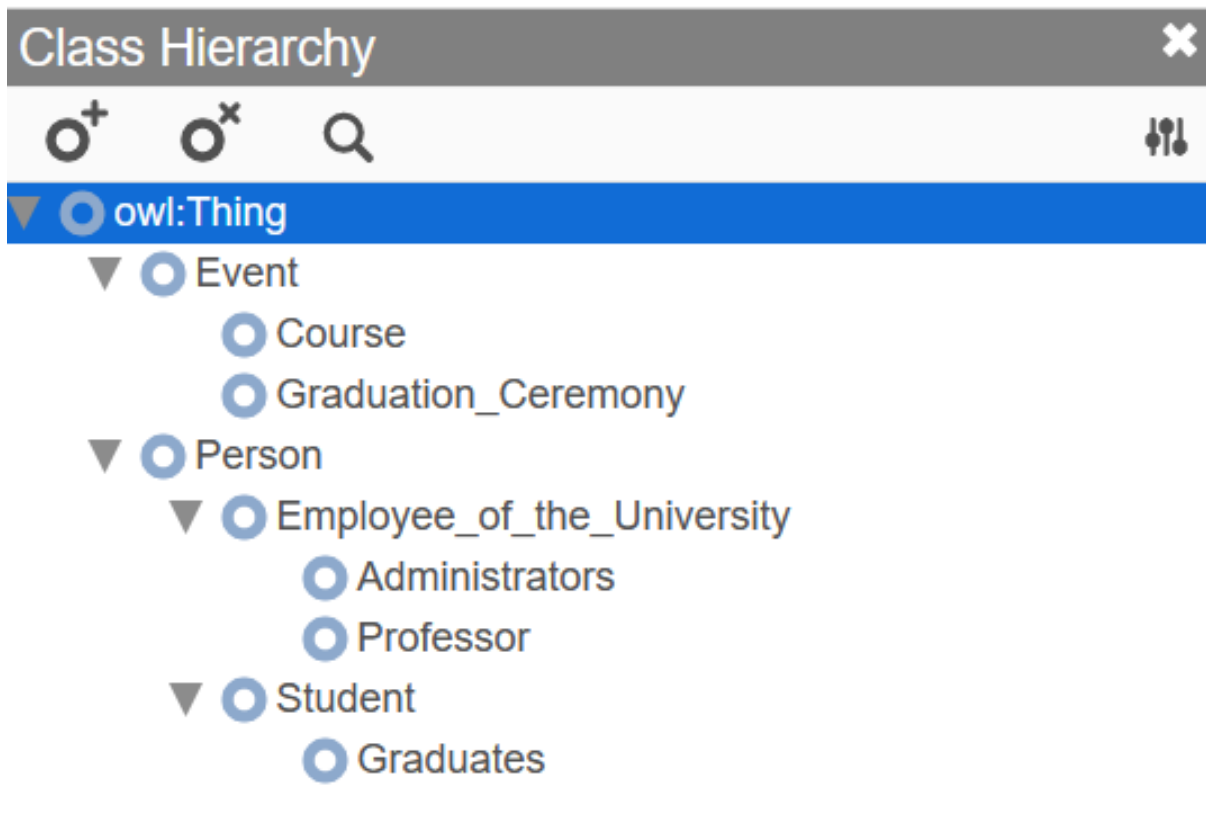 Class Hierarchy
owl:Thing
Event
Course
Graduation_Ceremony
Person
Employee_of_the_University
Administrators
Professor
Student
Graduates